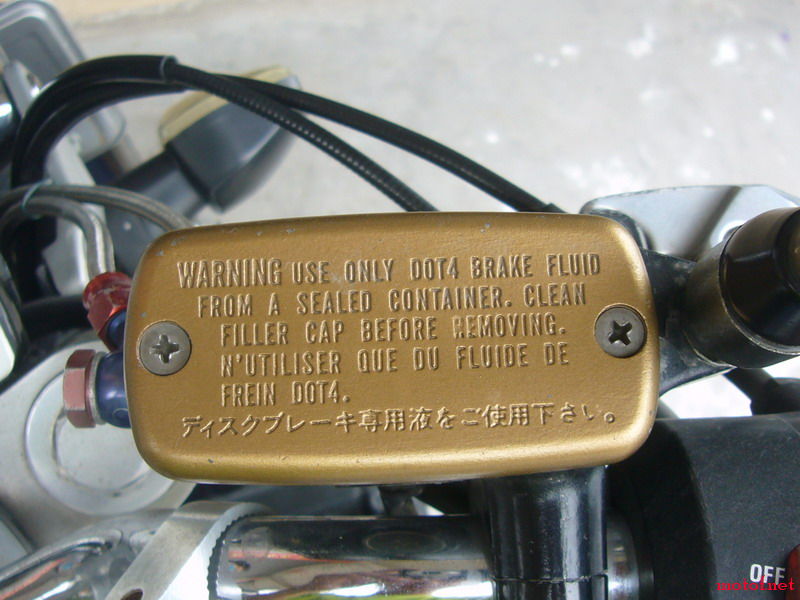 WARNING USE ONLY DOT4 BRAKE FLUID
FROM A SEALED CONTAINER. CLEAN
FILLER CAP BEFORE REMOVING.
N'UTILISER QUE DU FLUIDE DE
FREIN DOT4.
ディスクブレーキ専用液をご使用下さい。
OFF
motofi.net